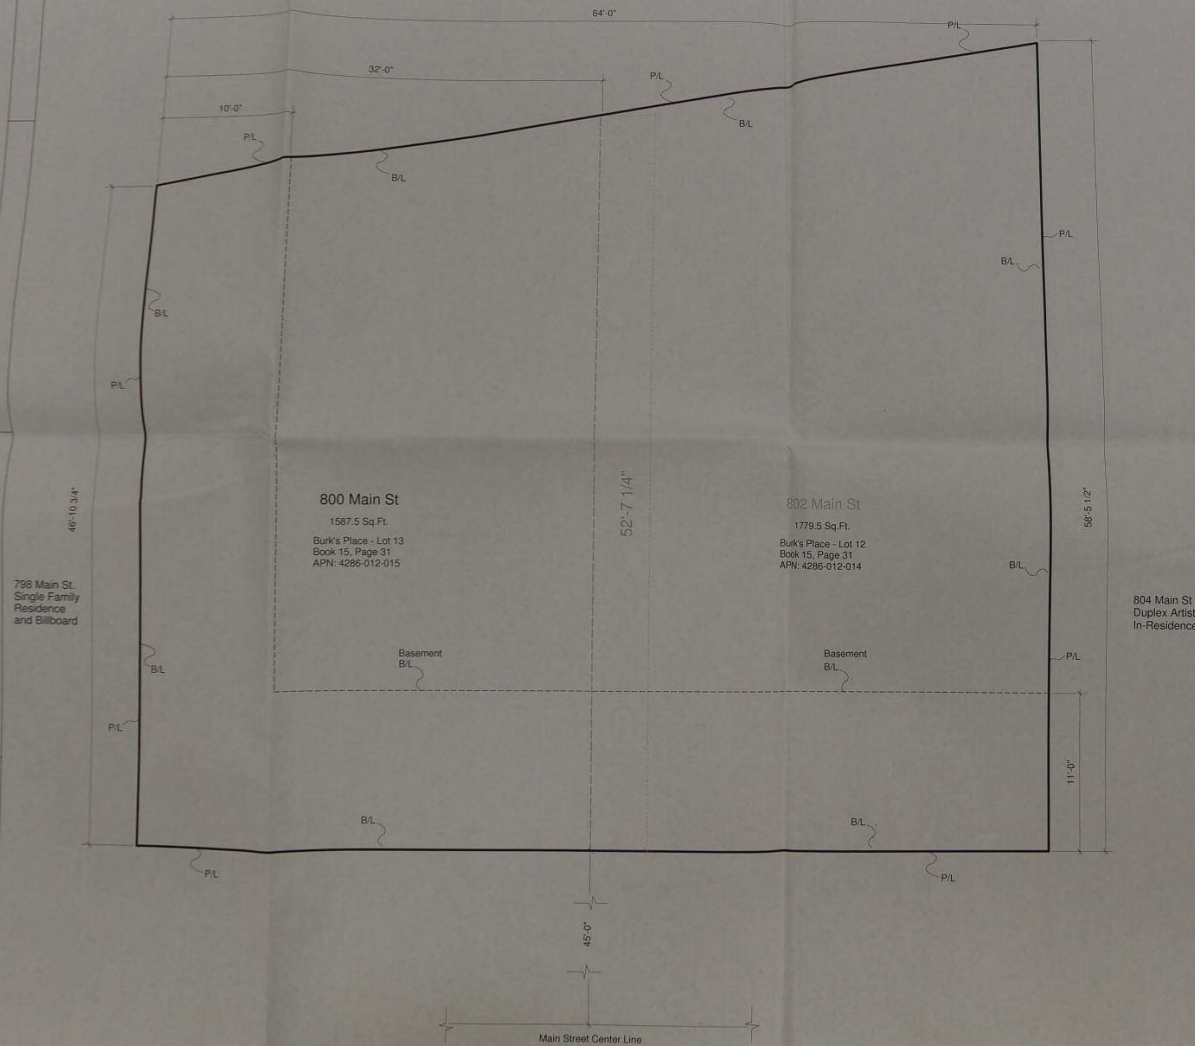 64'-0"
P/L
32'-0"
P/L
10'-0"
B/L
P/L
B/L
P/L
B/L
B/L
P/L
46'-10 3/4"
800 Main St
1587.5 Sq.Ft.
Burk's Place - Lot 13
Book 15, Page 31
APN: 4286-012-015
52'-7 1/4"
892 Main St
1779.5 Sq.Ft.
Burk's Place - Lot 12
Book 15, Page 31
APN: 4286-012-014
58'-5 1/2"
B/L
798 Main St.
Single Family
Residence
and Billboard
804 Main St
Duplex Artist
In-Residence
Basement
B/L
Basement
B/L
B/L
P/L
P/L
11'-0"
B/L
B/L
P/L
P/L
45'-0"
Main Street Center Line